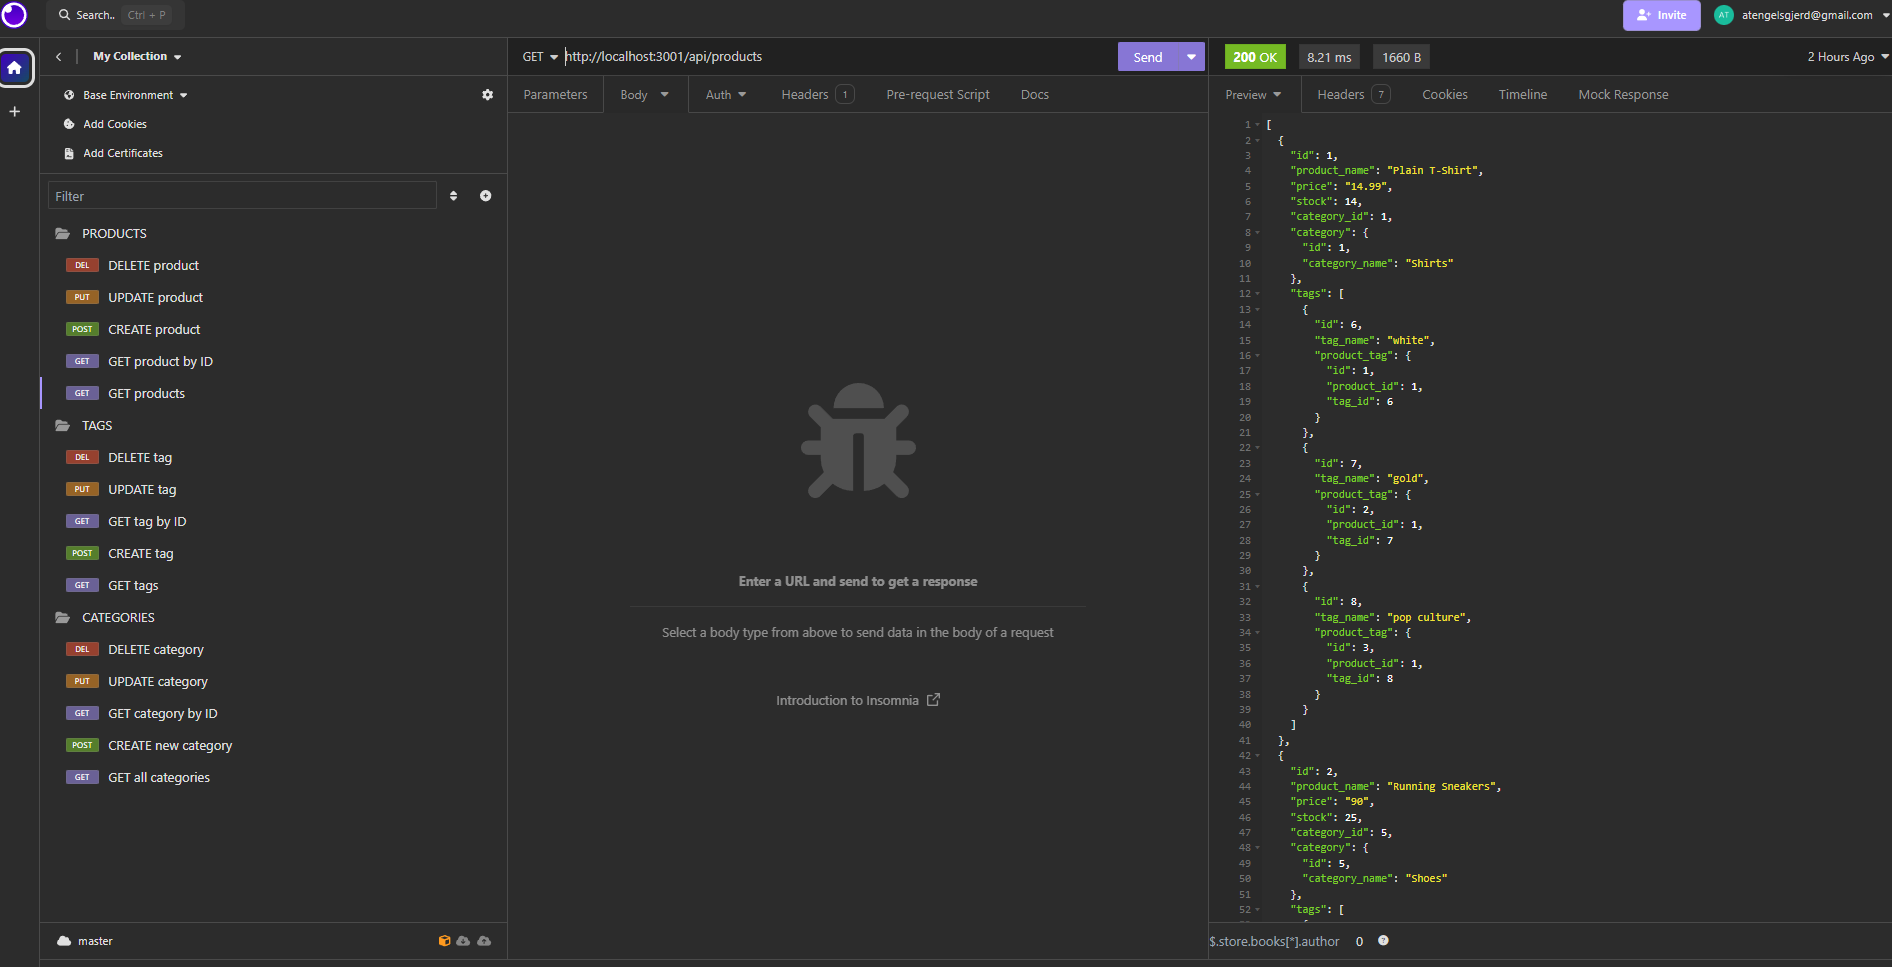 Search.. Ctrl + P
Invite AT atengelsgjerd@gmail.com
My Collection
Base Environment
Add Cookies
Add Certificates
Filter
PRODUCTS
DEL DELETE product
PUT UPDATE product
POST CREATE product
GET GET product by ID
GET GET products
TAGS
DEL DELETE tag
PUT UPDATE tag
GET GET tag by ID
POST CREATE tag
GET GET tags
CATEGORIES
DEL DELETE category
PUT UPDATE category
GET GET category by ID
POST CREATE new category
GET GET all categories
master
GET http://localhost:3001/api/products Send
Parameters Body Auth Headers 1 Pre-request Script Docs
Enter a URL and send to get a response
Select a body type from above to send data in the body of a request
Introduction to Insomnia
200 OK 8.21 ms 1660 B 2 Hours Ago
Preview Headers 7 Cookies Timeline Mock Response
1 [
2 {
3 "id": 1,
4 "product_name": "Plain T-Shirt",
5 "price": "14.99",
6 "stock": 14,
7 "category_id": 1,
8 "category": {
9 "id": 1,
10 "category_name": "Shirts"
11 },
12 "tags": [
13 {
14 "id": 6,
15 "tag_name": "white",
16 "product_tag": {
17 "id": 1,
18 "product_id": 1,
19 "tag_id": 6
20 }
21 },
22 {
23 "id": 7,
24 "tag_name": "gold",
25 "product_tag": {
26 "id": 2,
27 "product_id": 1,
28 "tag_id": 7
29 }
30 },
31 {
32 "id": 8,
33 "tag_name": "pop culture",
34 "product_tag": {
35 "id": 3,
36 "product_id": 1,
37 "tag_id": 8
38 }
39 }
40 ]
41 },
42 {
43 "id": 2,
44 "product_name": "Running Sneakers",
45 "price": "90",
46 "stock": 25,
47 "category_id": 5,
48 "category": {
49 "id": 5,
50 "category_name": "Shoes"
51 },
52 "tags": [
$.store.books[*].author 0 ?